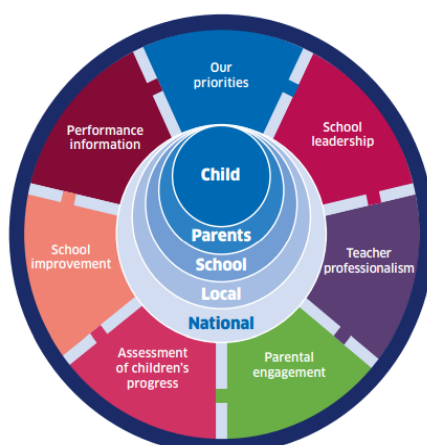 Our
priorities
School
leadership
Teacher
professionalism
Parental
engagement
Assessment
of children's
progress
School
improvement
Performance
information
Child
Parents
School
Local
National